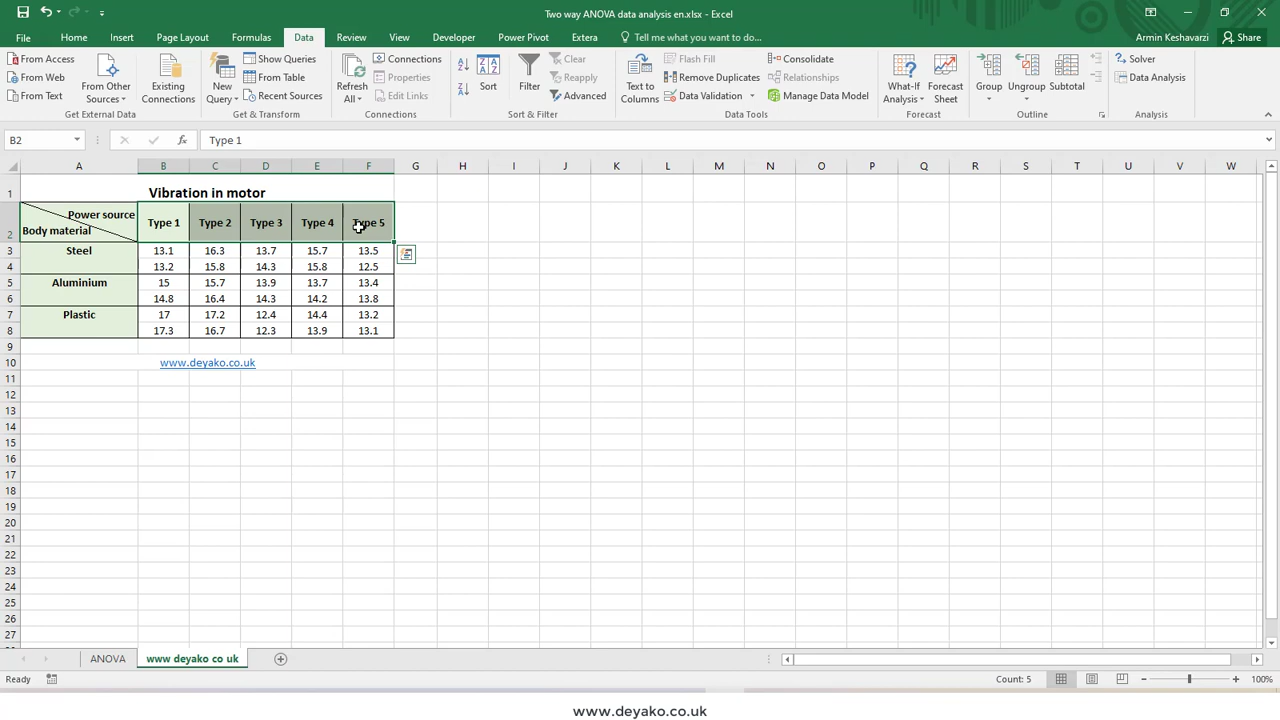 Two way ANOVA data analysis en.xlsx - Excel
File Home Insert Page Layout Formulas Data Review View Developer Power Pivot Extera Tell me what you want to do... Armin Keshavarzi Share
From Access
From Web
From Text
From Other Sources
Existing Connections
Get External Data
New Query
Show Queries
From Table
Recent Sources
Get & Transform
Refresh All
Connections
Properties
Edit Links
Connections
Sort
Filter
Clear
Reapply
Advanced
Sort & Filter
Text to Columns
Flash Fill
Remove Duplicates
Data Validation
Consolidate
Relationships
Manage Data Model
Data Tools
What-If Analysis
Forecast Sheet
Forecast
Group
Ungroup
Subtotal
Outline
Solver
Data Analysis
Analysis
B2 fx Type 1
A B C D E F G H I J K L M N O P Q R S T U V W
1 Vibration in motor
2 Power source Body material Type 1 Type 2 Type 3 Type 4 Type 5
3 Steel 13.1 16.3 13.7 15.7 13.5
4 13.2 15.8 14.3 15.8 12.5
5 Aluminium 15 15.7 13.9 13.7 13.4
6 14.8 16.4 14.3 14.2 13.8
7 Plastic 17 17.2 12.4 14.4 13.2
8 17.3 16.7 12.3 13.9 13.1
9
10 www.deyako.co.uk
11
12
13
14
15
16
17
18
19
20
21
22
23
24
25
26
27
ANOVA www deyako co uk
Ready Count: 5 100%
www.deyako.co.uk